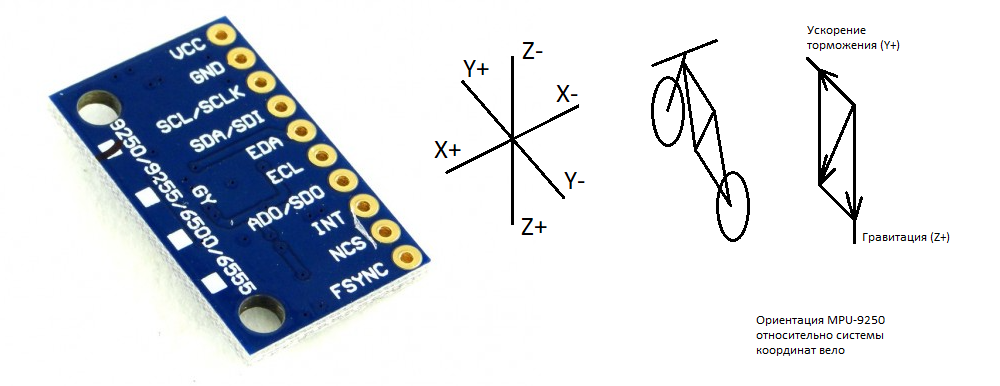 VCC
GND
SCL/SCLK
SDA/SDI
EDA
ECL
ADO/SDO
INT
NCS
FSYNC
GY
9250/9255/6500/6555
Z-
Y+
X-
X+
Y-
Z+
Ускорение
торможения (Y+)
Гравитация (Z+)
Ориентация MPU-9250
относительно системы
координат вело